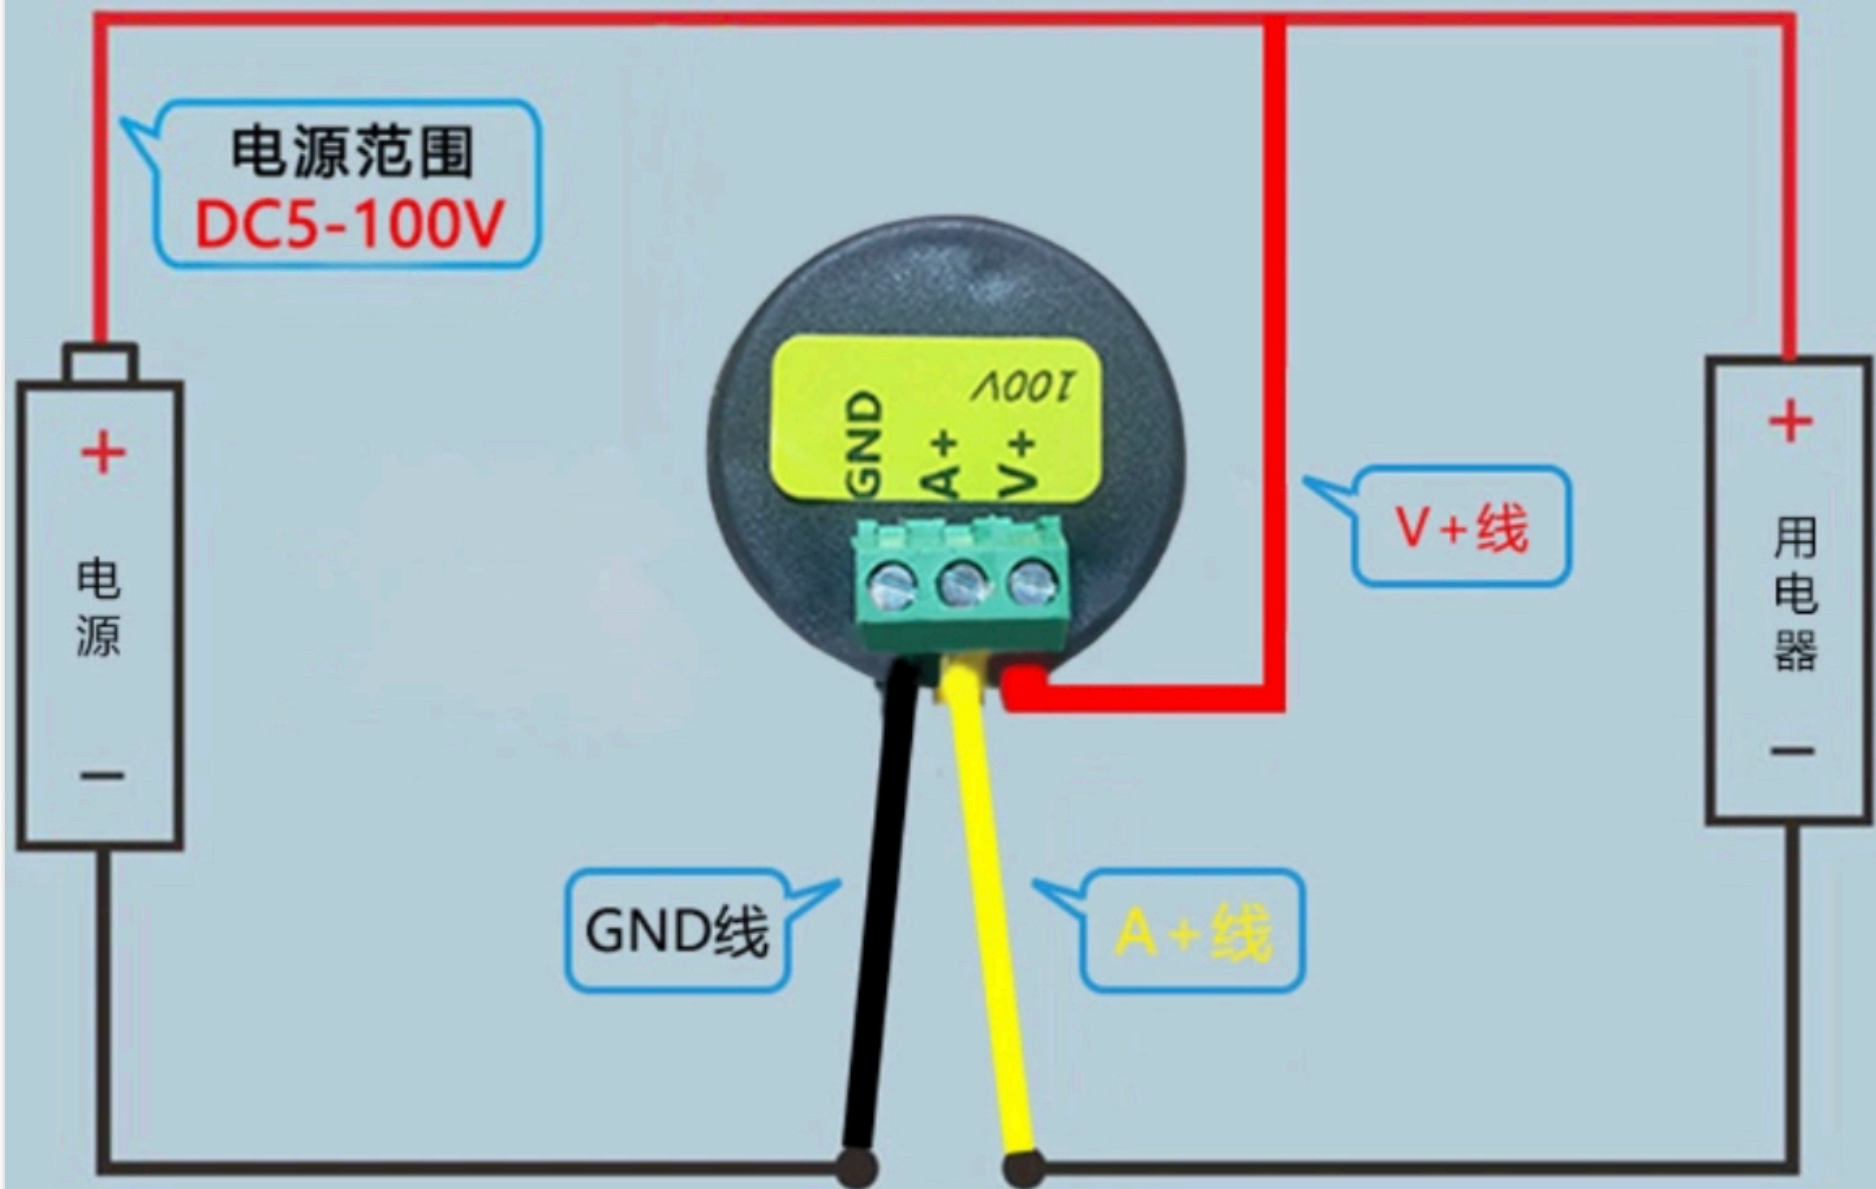 电源范围
DC5-100V
100V
GND
A+
V+
+
电源
−
V+线
+
用电器
−
GND线
A+线